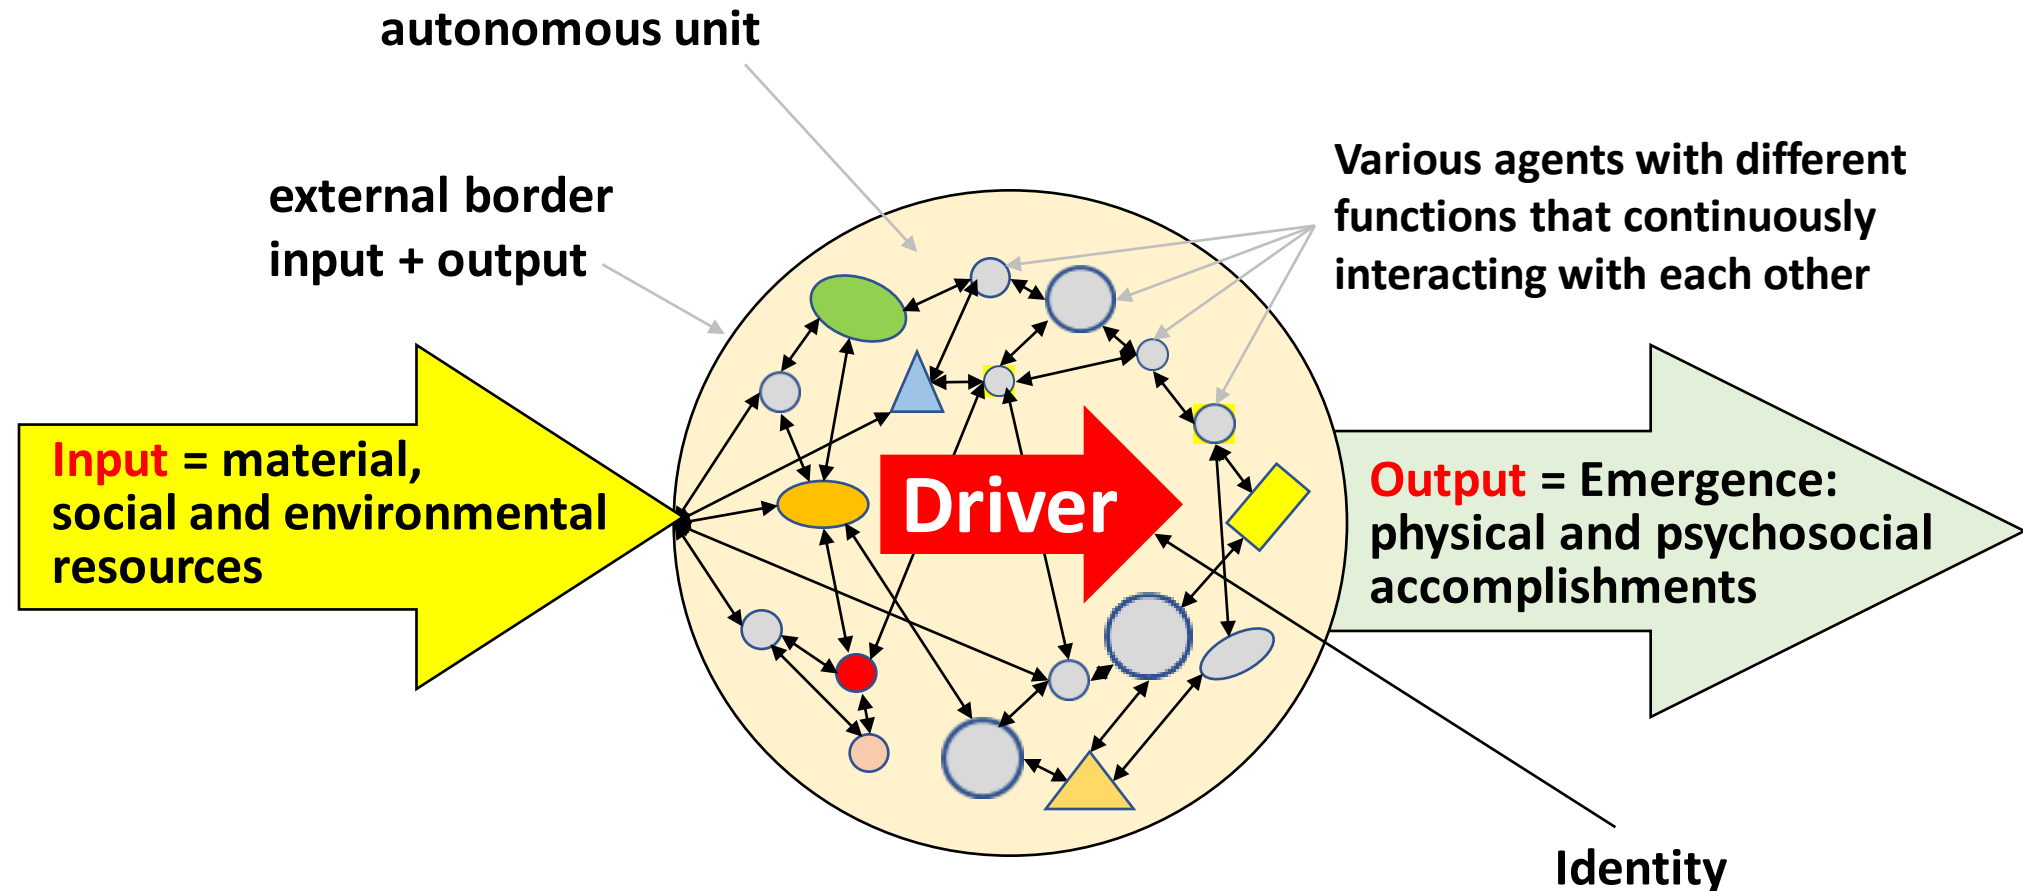 autonomous unit
external border
input + output
Various agents with different
functions that continuously
interacting with each other
Input = material,
social and environmental
resources
Driver
Output = Emergence:
physical and psychosocial
accomplishments
Identity